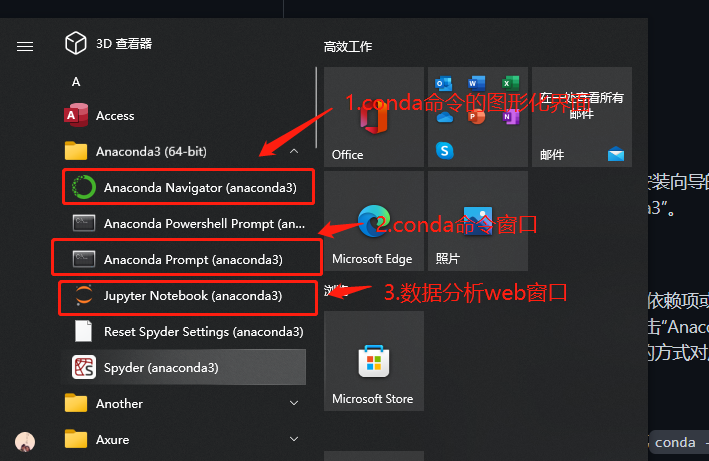 3D 查看器
A
Access
Anaconda3 (64-bit)
Anaconda Navigator (anaconda3)
Anaconda Powershell Prompt (an...
Anaconda Prompt (anaconda3)
Jupyter Notebook (anaconda3)
Reset Spyder Settings (anaconda3)
Spyder (anaconda3)
Another
Axure
高效工作
1.conda命令的图形化界面
Office
在一处查看所有
邮件
邮件
2.conda命令窗口
Microsoft Edge
照片
浏览
3.数据分析web窗口
Microsoft Store
安装向导的
da3”。
依赖项或
击“Anaco
的方式对
conda -